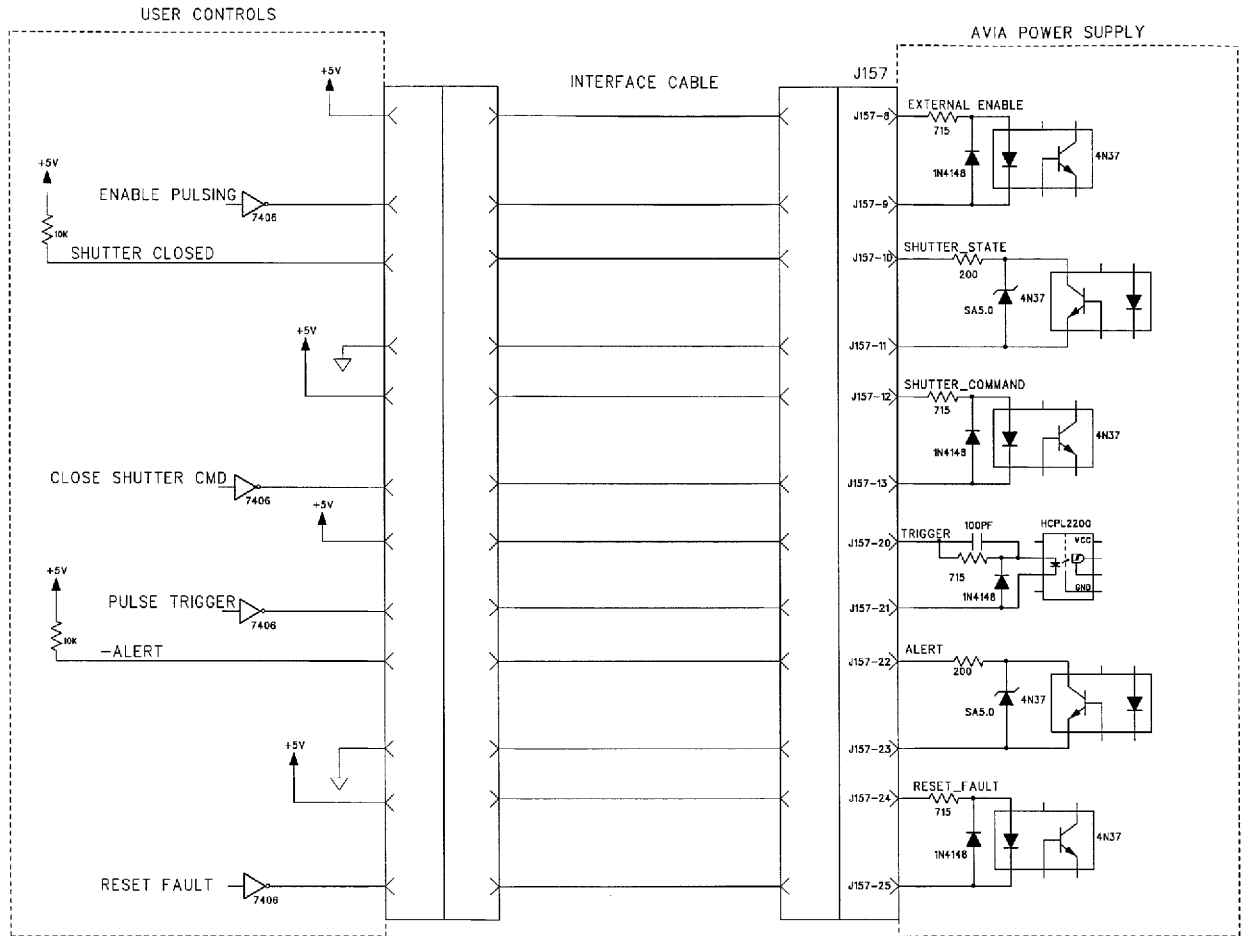 USER CONTROLS
AVIA POWER SUPPLY
+5V
INTERFACE CABLE
J157
J157-8
EXTERNAL ENABLE
715
1N4148
4N37
+5V
ENABLE PULSING
7406
J157-9
10K
SHUTTER CLOSED
J157-10
SHUTTER_STATE
200
4N37
SA5.0
+5V
J157-11
J157-12
SHUTTER_COMMAND
715
1N4148
4N37
CLOSE SHUTTER CMD
7406
J157-13
+5V
J157-20
TRIGGER
100PF
HCPL2200
VCC
715
1N4148
GND
+5V
PULSE TRIGGER
7406
J157-21
10K
-ALERT
J157-22
ALERT
200
4N37
SA5.0
+5V
J157-23
J157-24
RESET_FAULT
715
1N4148
4N37
RESET FAULT
7406
J157-25